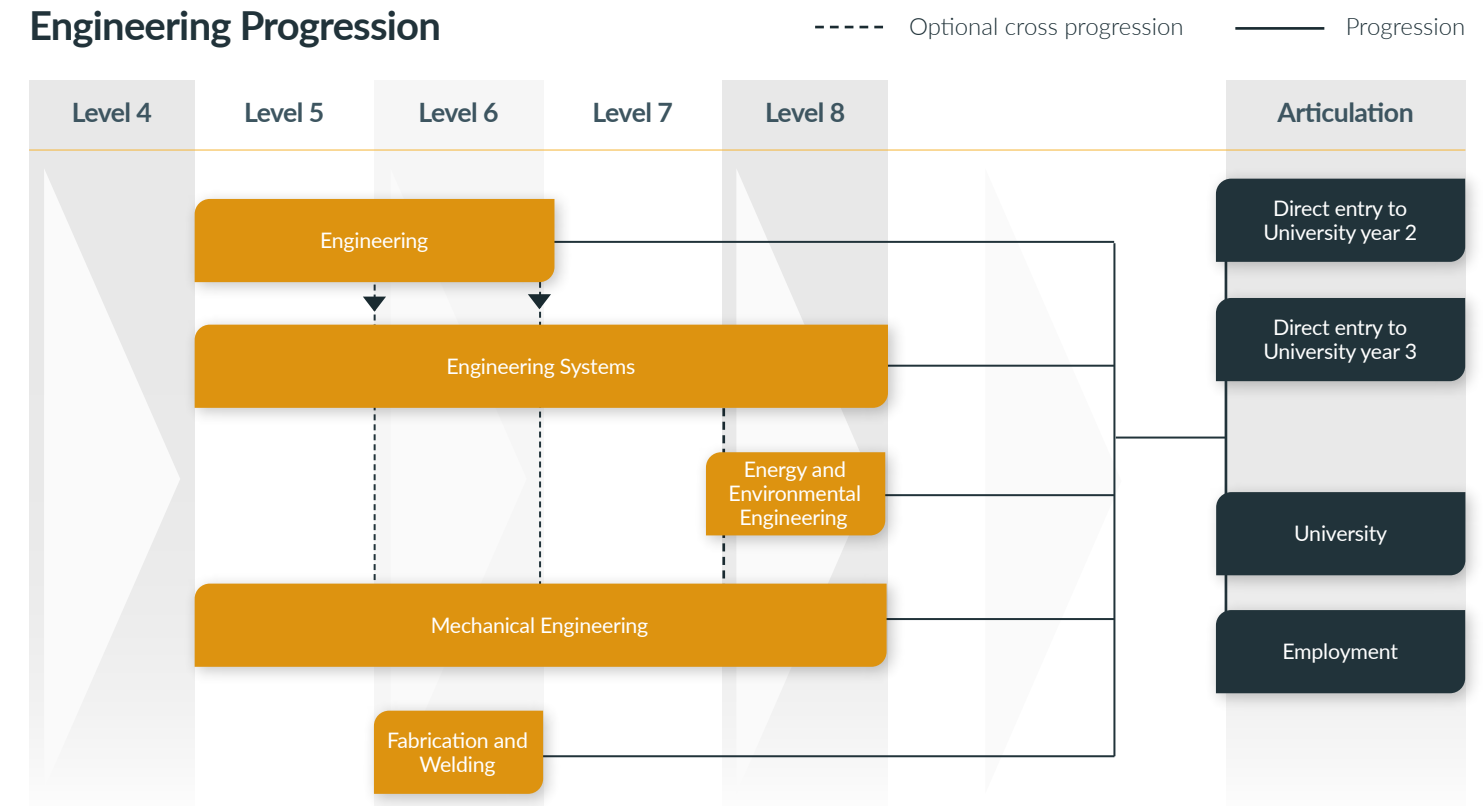 Engineering Progression
Optional cross progression
Progression
Level 4
Level 5
Level 6
Level 7
Level 8
Articulation
Engineering
Direct entry to
University year 2
Engineering Systems
Direct entry to
University year 3
Energy and
Environmental
Engineering
University
Mechanical Engineering
Employment
Fabrication and
Welding